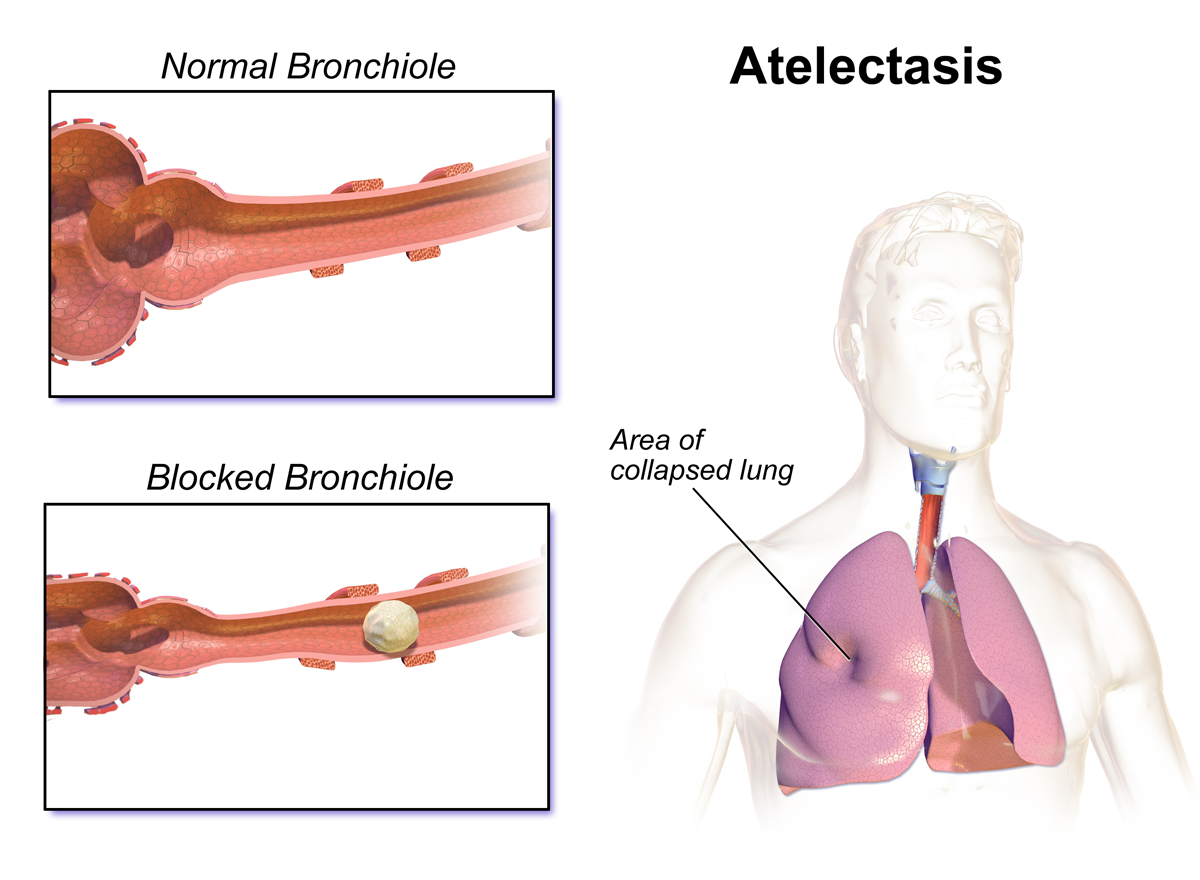 Normal Bronchiole
Atelectasis
Area of
collapsed lung
Blocked Bronchiole